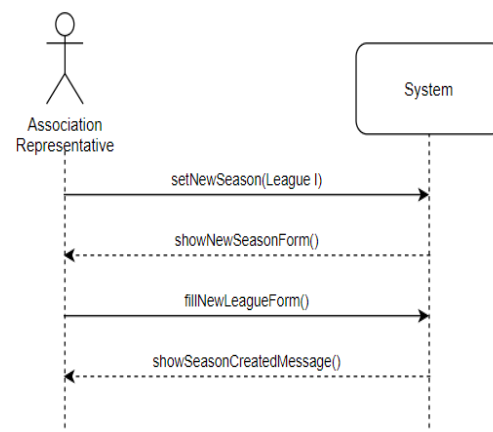 System
Association
Representative
setNewSeason(League l)
showNewSeasonForm()
fillNewLeagueForm()
showSeasonCreatedMessage()